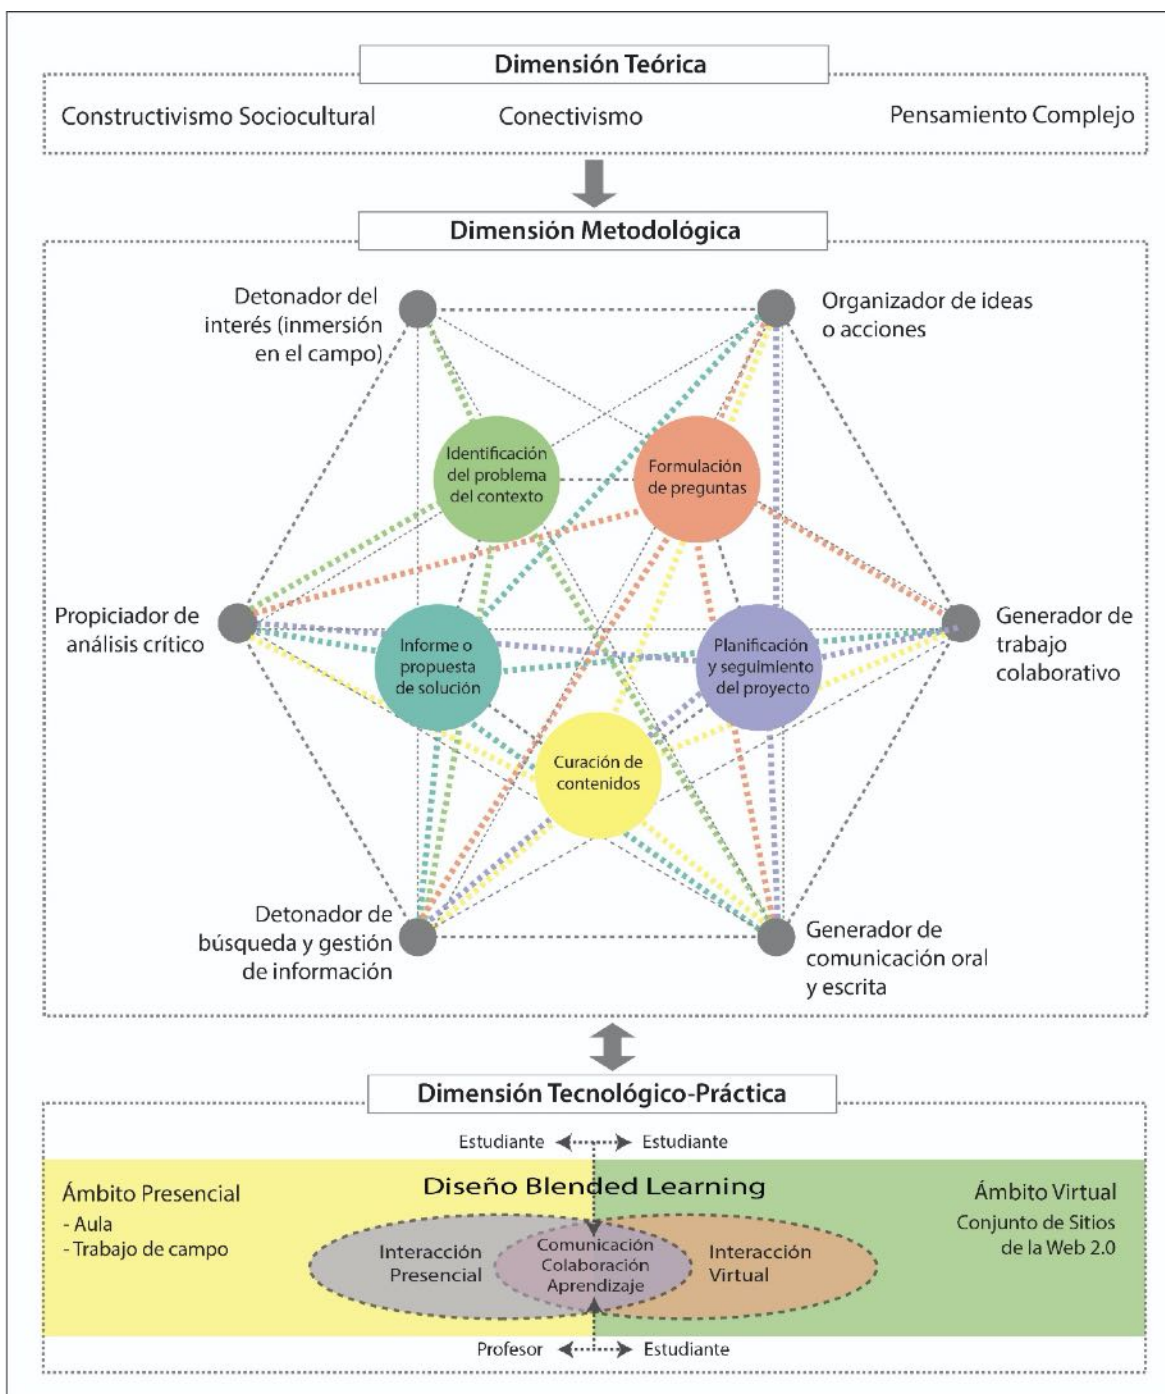 Dimensión Teórica
Constructivismo Sociocultural
Conectivismo
Pensamiento Complejo
Dimensión Metodológica
Detonador del
interés (inmersión
en el campo)
Organizador de ideas
o acciones
Identificación
del problema
del contexto
Formulación
de preguntas
Propiciador de
análisis crítico
Informe o
propuesta
de solución
Planificación
y seguimiento
del proyecto
Generador de
trabajo
colaborativo
Curación de
contenidos
Detonador de
búsqueda y gestión
de información
Generador de
comunicación oral
y escrita
Dimensión Tecnológico-Práctica
Estudiante
Estudiante
Diseño Blended Learning
Ámbito Presencial
- Aula
- Trabajo de campo
Interacción
Presencial
Comunicación
Colaboración
Aprendizaje
Interacción
Virtual
Ámbito Virtual
Conjunto de Sitios
de la Web 2.0
Profesor
Estudiante